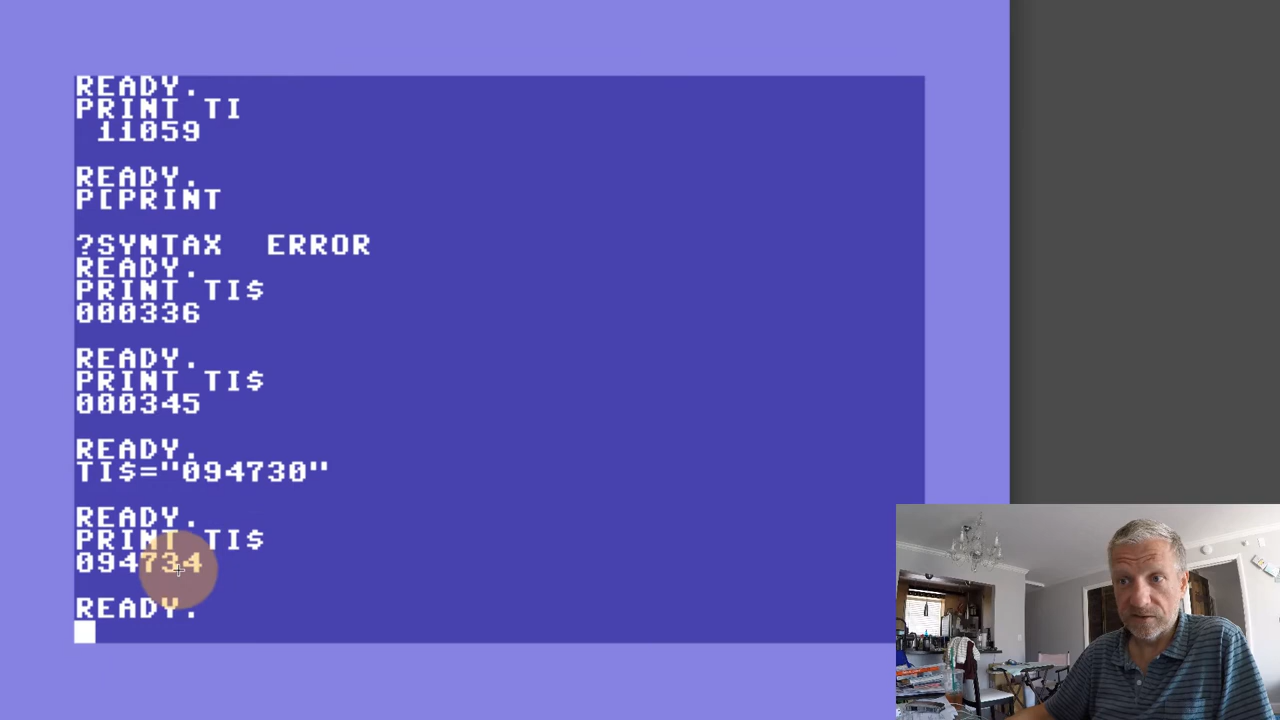 READY.
PRINT TI
11059
READY.
P[PRINT
?SYNTAX  ERROR
READY.
PRINT TI$
000336
READY.
PRINT TI$
000345
READY.
TI$="094730"
READY.
PRINT TI$
094734
READY.